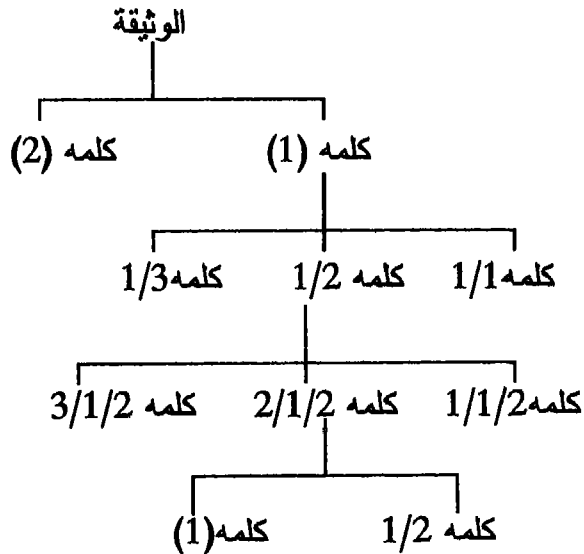 الوثيقة
كلمه (1) كلمه (2)
كلمه1/1 كلمه 1/2 كلمه1/3
كلمه1/1/2 كلمه 2/1/2 كلمه 3/1/2
كلمه 1/2 كلمه(1)